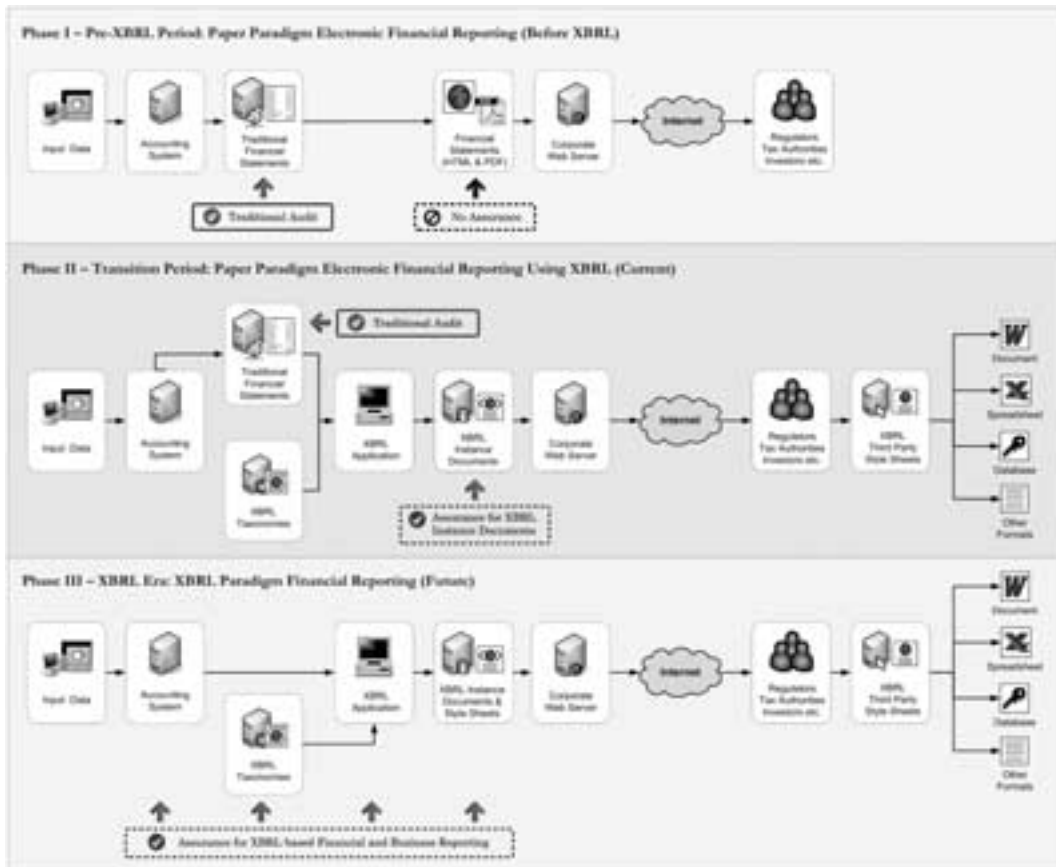 Phase I – Pre-XBRL Period: Paper Paradigm Electronic Financial Reporting (Before XBRL)
Input Data
Accounting
System
Traditional
Financial
Statements
Financial
Statements
(HTML & PDF)
Corporate
Web Server
Internet
Regulators
Tax Authorities
Investors etc.
Traditional Audit
No Assurance
Phase II – Transition Period: Paper Paradigm Electronic Financial Reporting Using XBRL (Current)
Traditional Audit
Traditional
Financial
Statements
Input Data
Accounting
System
XBRL
Taxonomies
XBRL
Application
XBRL
Instance
Documents
Corporate
Web Server
Internet
Regulators
Tax Authorities
Investors etc.
XBRL
Third Party
Style Sheets
Document
Spreadsheet
Database
Other
Formats
Assurance for XBRL
Instance Documents
Phase III – XBRL Era: XBRL Paradigm Financial Reporting (Future)
Input Data
Accounting
System
XBRL
Taxonomies
XBRL
Application
XBRL Instance
Documents &
Style Sheets
Corporate
Web Server
Internet
Regulators
Tax Authorities
Investors etc.
XBRL
Third Party
Style Sheets
Document
Spreadsheet
Database
Other
Formats
Assurance for XBRL-based Financial and Business Reporting